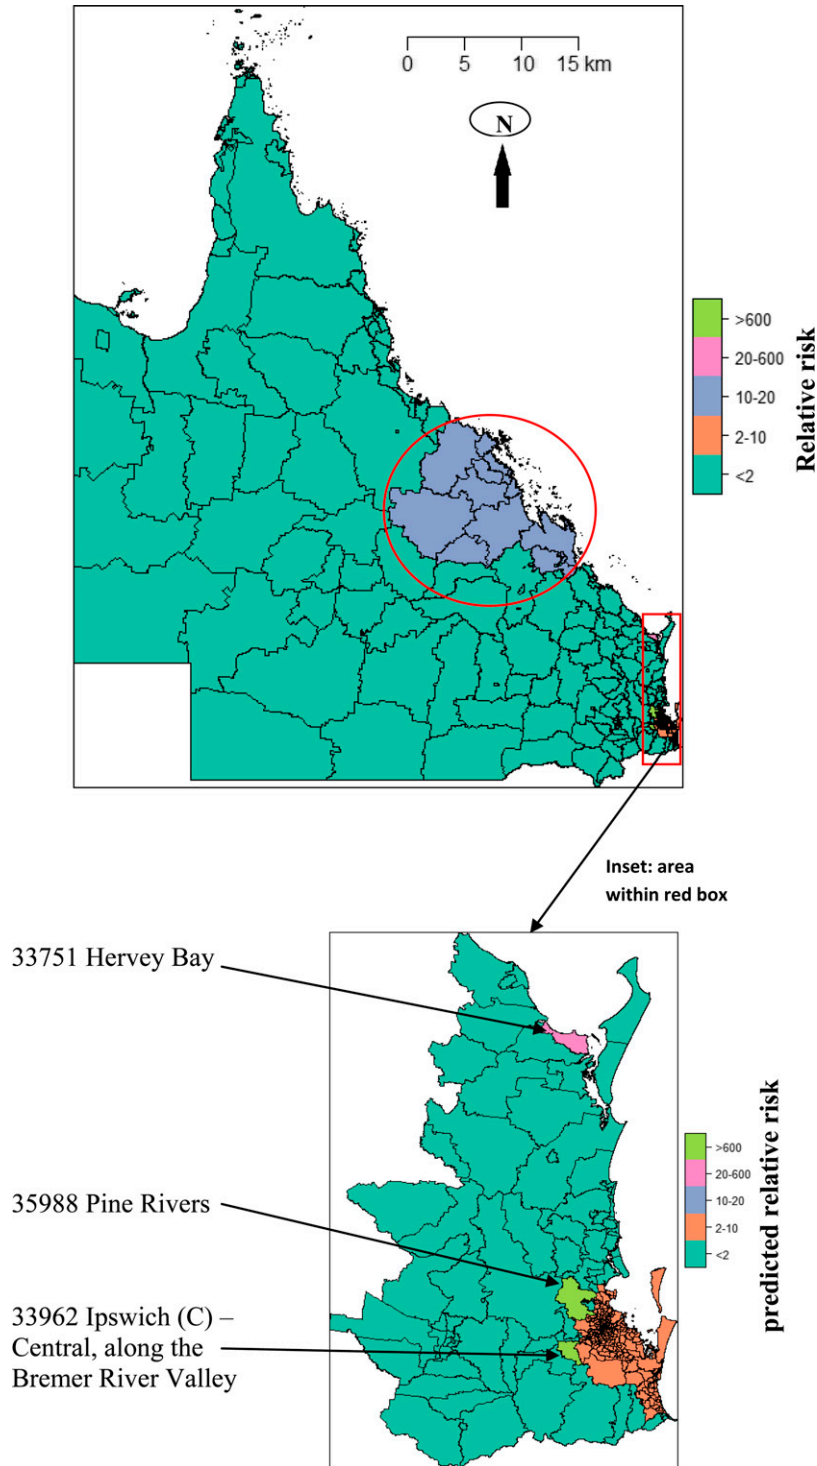 0 5 10 15 km
N
>600
20-600
10-20
2-10
<2
Relative risk
Inset: area
within red box
33751 Hervey Bay
35988 Pine Rivers
33962 Ipswich (C) –
Central, along the
Bremer River Valley
>600
20-600
10-20
2-10
<2
predicted relative risk